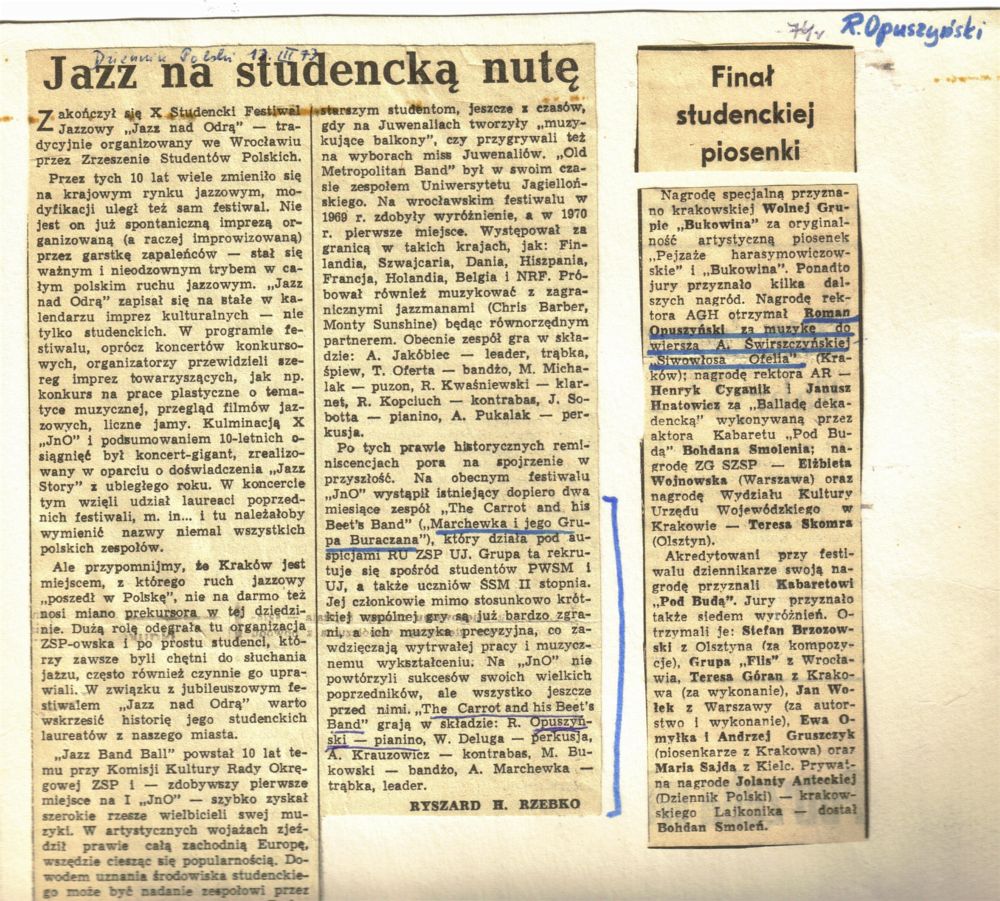 74 r R. Opuszyński
Dziennik Polski 12 III 73
Jazz na studencką nutę
Zakończył się X Studencki Festiwal
Jazzowy „Jazz nad Odrą” — tra-
dycyjnie organizowany we Wrocławiu
przez Zrzeszenie Studentów Polskich.
Przez tych 10 lat wiele zmieniło się
na krajowym rynku jazzowym, mo-
dyfikacji uległ też sam festiwal. Nie
jest on już spontaniczną imprezą or-
ganizowaną (a raczej improwizowaną)
przez garstkę zapaleńców — stał się
ważnym i nieodzownym trybem w ca-
łym polskim ruchu jazzowym. „Jazz
nad Odrą” zapisał się na stałe w ka-
lendarzu imprez kulturalnych — nie
tylko studenckich. W programie fe-
stiwalu, oprócz koncertów konkurso-
wych, organizatorzy przewidzieli sze-
reg imprez towarzyszących, jak np.
konkurs na prace plastyczne o tema-
tyce muzycznej, przegląd filmów jaz-
zowych, liczne jamy. Kulminacją X
„JnO” i podsumowaniem 10-letnich o-
siągnięć był koncert-gigant, zrealizo-
wany w oparciu o doświadczenia „Jazz
Story” z ubiegłego roku. W koncercie
tym wzięli udział laureaci poprzed-
nich festiwali, m. in... i tu należałoby
wymienić nazwy niemal wszystkich
polskich zespołów.
Ale przypomnijmy, że Kraków jest
miejscem, z którego ruch jazzowy
„poszedł w Polskę”, nie na darmo też
nosi miano prekursora w tej dziedzi-
nie. Dużą rolę odegrała tu organizacja
ZSP-owska i po prostu studenci, któ-
rzy zawsze byli chętni do słuchania
jazzu, często również czynnie go upra-
wiali. W związku z jubileuszowym fe-
stiwalem „Jazz nad Odrą” warto
wskrzesić historię jego studenckich
laureatów z naszego miasta.
„Jazz Band Ball” powstał 10 lat te-
mu przy Komisji Kultury Rady Okrę-
gowej ZSP i — zdobywszy pierwsze
miejsce na I „JnO” — szybko zyskał
szerokie rzesze wielbicieli swej mu-
zyki. W artystycznych wojażach zjeź-
dził prawie całą zachodnią Europę,
wszędzie ciesząc się popularnością. Do-
wodem uznania środowiska studenckie-
go może być nadanie zespołowi przez
starszym studentom, jeszcze z czasów,
gdy na Juwenaliach tworzyły „muzy-
kujące balkony”, czy przygrywali też
na wyborach miss Juwenaliów. „Old
Metropolitan Band” był w swoim cza-
sie zespołem Uniwersytetu Jagielloń-
skiego. Na wrocławskim festiwalu w
1969 r. zdobyły wyróżnienie, a w 1970
r. pierwsze miejsce. Występował za
granicą w takich krajach, jak: Fin-
landia, Szwajcaria, Dania, Hiszpania,
Francja, Holandia, Belgia i NRF. Pró-
bował również muzykować z zagra-
nicznymi jazzmanami (Chris Barber,
Monty Sunshine) będąc równorzędnym
partnerem. Obecnie zespół gra w skła-
dzie: A. Jakóbiec — leader, trąbka,
śpiew, T. Oferta — bandżo, M. Micha-
lak — puzon, R. Kwaśniewski — klar-
net, R. Kopciuch — kontrabas, J. So-
botta — pianino, A. Pukalak — per-
kusja.
Po tych prawie historycznych remi-
niscencjach pora na spojrzenie w
przyszłość. Na obecnym festiwalu
„JnO” wystąpił istniejący dopiero dwa
miesiące zespół „The Carrot and his
Beet's Band” („Marchewka i jego Gru-
pa Buraczana”), który działa pod au-
spicjami RU ZSP UJ. Grupa ta rekru-
tuje się spośród studentów PWSM i
UJ, a także uczniów ŚSM II stopnia.
Jej członkowie mimo stosunkowo krót-
kiej wspólnej gry są już bardzo zgra-
ni, a ich muzyka precyzyjna, co za-
wdzięczają wytrwałej pracy i muzycz-
nemu wykształceniu. Na „JnO” nie
powtórzyli sukcesów swoich wielkich
poprzedników, ale wszystko jeszcze
przed nimi. „The Carrot and his Beet's
Band” grają w składzie: R. Opuszyń-
ski — pianino, W. Deluga — perkusja,
A. Krauzowicz — kontrabas, M. Bu-
kowski — bandżo, A. Marchewka —
trąbka, leader.
RYSZARD H. RZEBKO
Finał
studenckiej
piosenki
Nagrodę specjalną przyzna-
no krakowskiej Wolnej Gru-
pie „Bukowina” za oryginal-
ność artystyczną piosenek
„Pejzaże harasymowiczow-
skie” i „Bukowina”. Ponadto
jury przyznało kilka dal-
szych nagród. Nagrodę rek-
tora AGH otrzymał Roman
Opuszyński za muzykę do
wiersza A. Świrszczyńskiej
„Siwowłosa Ofelia” (Kra-
ków); nagrodę rektora AR —
Henryk Cyganik i Janusz
Hnatowicz za „Balladę deka-
dencką” wykonywaną przez
aktora Kabaretu „Pod Bu-
dą” Bohdana Smolenia; na-
grodę ZG SZSP — Elżbieta
Wojnowska (Warszawa) oraz
nagrodę Wydziału Kultury
Urzędu Wojewódzkiego w
Krakowie — Teresa Skomra
(Olsztyn).
Akredytowani przy festi-
walu dziennikarze swoją na-
grodę przyznali Kabaretowi
„Pod Budą”. Jury przyznało
także siedem wyróżnień. O-
trzymali je: Stefan Brzozow-
ski z Olsztyna (za kompozy-
cje), Grupa „Flis” z Wrocła-
wia, Teresa Góran z Krako-
wa (za wykonanie), Jan Wo-
łek z Warszawy (za autor-
stwo i wykonanie), Ewa O-
myłka i Andrzej Gruszczyk
(piosenkarze z Krakowa) oraz
Maria Sajda z Kielc. Prywat-
na nagrode Jolanty Anteckiej
(Dziennik Polski) — krakow-
skiego Lajkonika — dostał
Bohdan Smoleń.